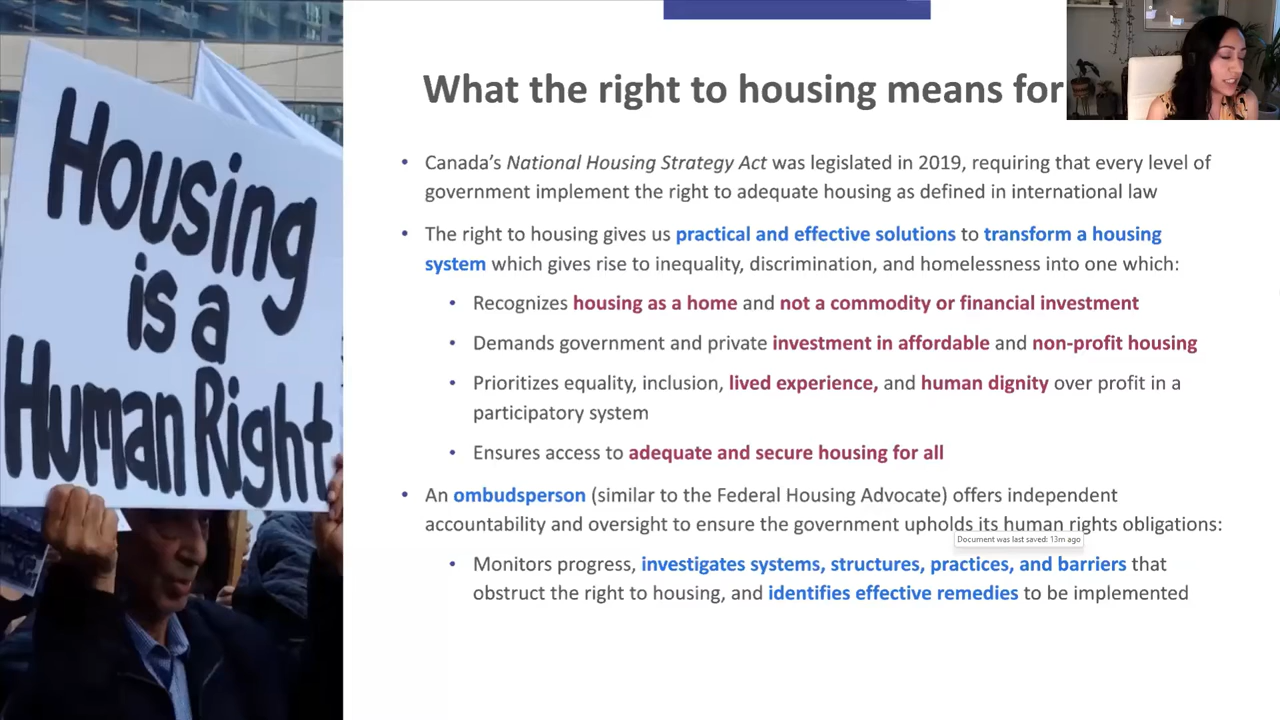 Housing
is a
Human Right
What the right to housing means for
• Canada's National Housing Strategy Act was legislated in 2019, requiring that every level of
government implement the right to adequate housing as defined in international law
• The right to housing gives us practical and effective solutions to transform a housing
system which gives rise to inequality, discrimination, and homelessness into one which:
• Recognizes housing as a home and not a commodity or financial investment
• Demands government and private investment in affordable and non-profit housing
• Prioritizes equality, inclusion, lived experience, and human dignity over profit in a
participatory system
• Ensures access to adequate and secure housing for all
• An ombudsperson (similar to the Federal Housing Advocate) offers independent
accountability and oversight to ensure the government upholds its human rights obligations:
Document was last saved: 13m ago
• Monitors progress, investigates systems, structures, practices, and barriers that
obstruct the right to housing, and identifies effective remedies to be implemented